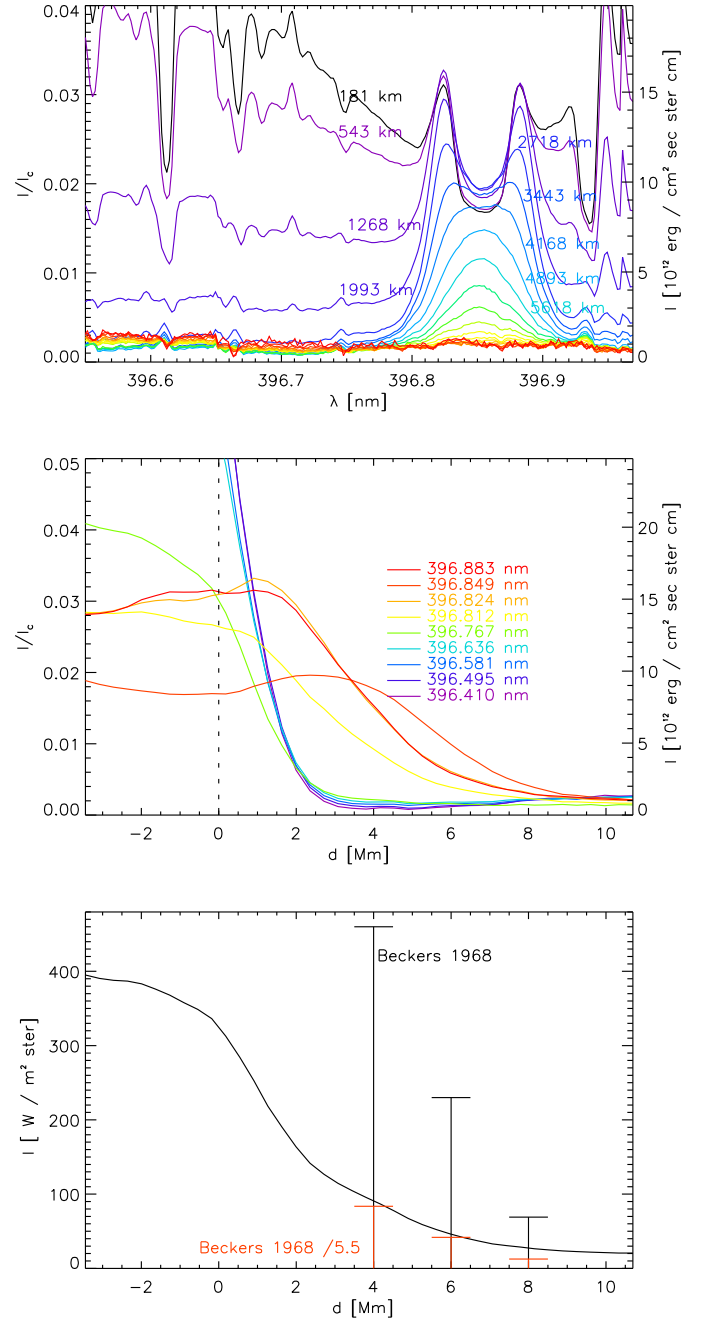 0.04
0.03
0.02
0.01
0.00
I/Ic
181 km
543 km
1268 km
1993 km
2718 km
3443 km
4168 km
4893 km
5618 km
15
10
5
0
I [10¹² erg / cm² sec ster cm)
396.6 396.7 396.8 396.9
λ [nm]
0.05
0.04
0.03
0.02
0.01
0.00
I/Ic
396.883 nm
396.849 nm
396.824 nm
396.812 nm
396.767 nm
396.636 nm
396.581 nm
396.495 nm
396.410 nm
20
15
10
5
0
I [10¹² erg / cm² sec ster cm)
-2 0 2 4 6 8 10
d [Mm]
400
300
200
100
0
I [ W / m² ster)
Beckers 1968
Beckers 1968 /5.5
-2 0 2 4 6 8 10
d [Mm]